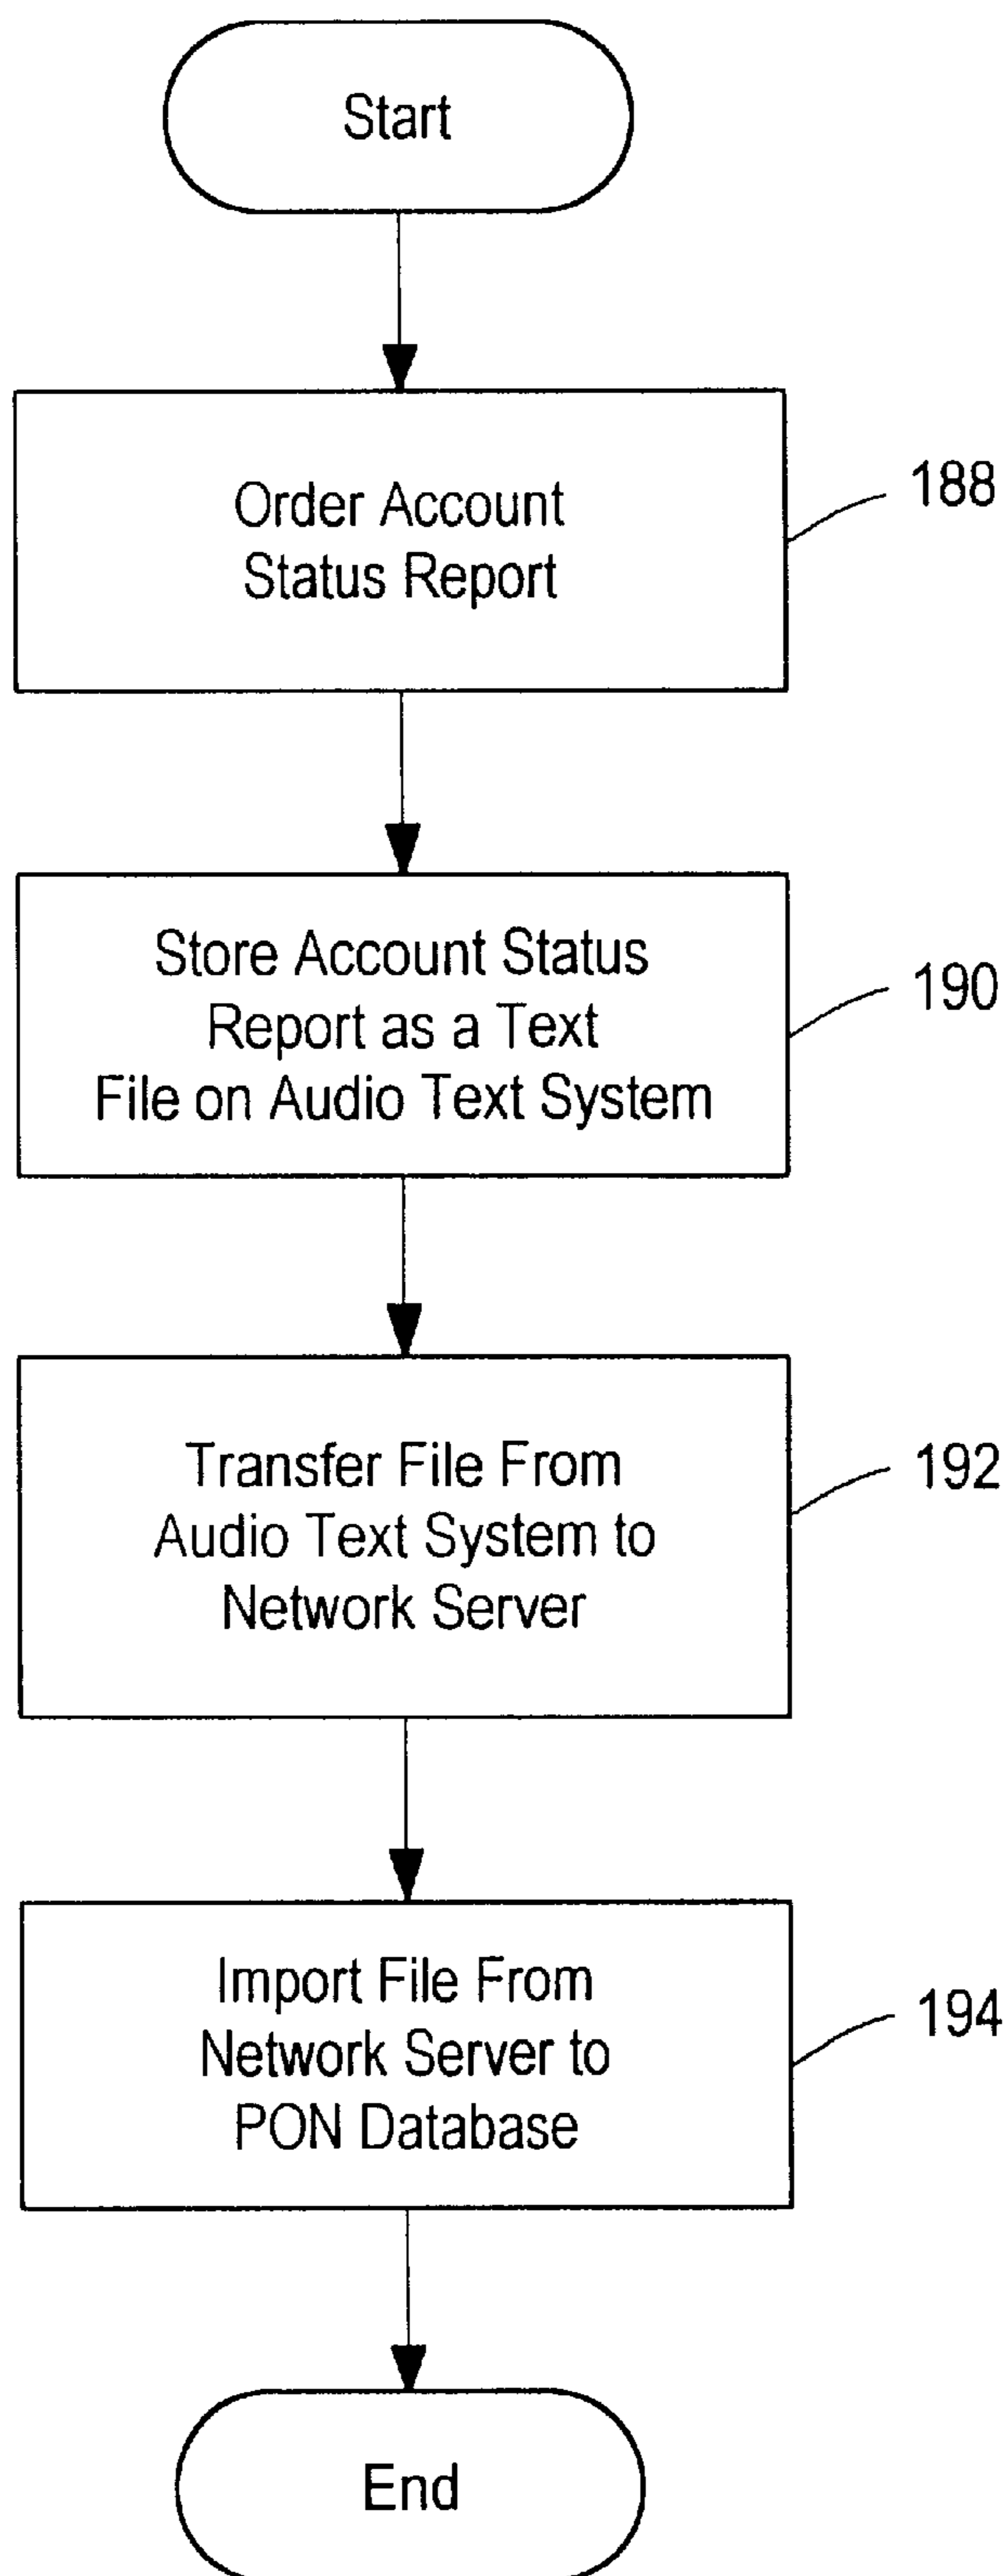 Start
Order Account
Status Report
188
Store Account Status
Report as a Text
File on Audio Text System
190
Transfer File From
Audio Text System to
Network Server
192
Import File From
Network Server to
PON Database
194
End